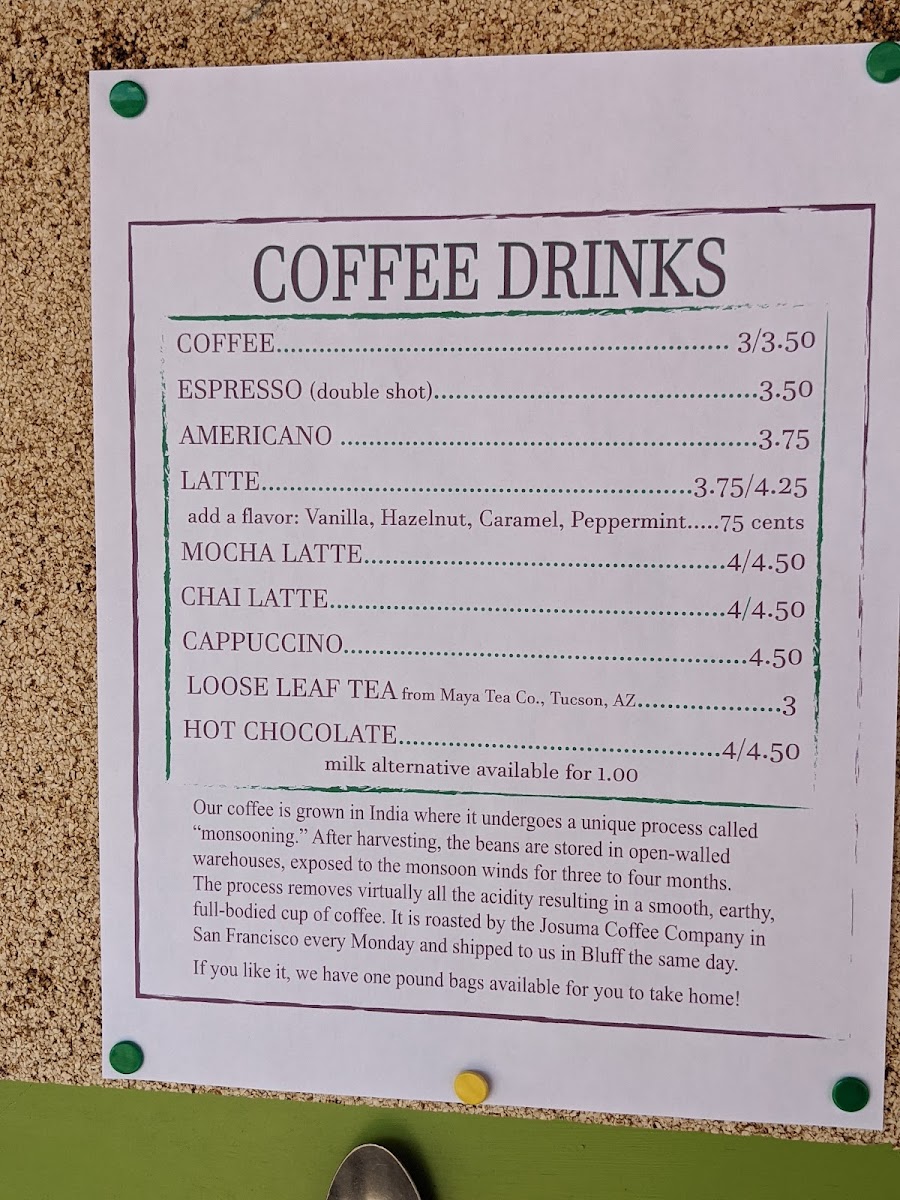 COFFEE DRINKS
COFFEE................................................................ 3/3.50
ESPRESSO (double shot)..............................................3.50
AMERICANO ..........................................................3.75
LATTE.............................................................3.75/4.25
add a flavor: Vanilla, Hazelnut, Caramel, Peppermint.....75 cents
MOCHA LATTE...................................................4/4.50
CHAI LATTE........................................................4/4.50
CAPPUCCINO.........................................................4.50
LOOSE LEAF TEA from Maya Tea Co., Tucson, AZ....................3
HOT CHOCOLATE.............................................4/4.50
milk alternative available for 1.00
Our coffee is grown in India where it undergoes a unique process called
“monsooning.” After harvesting, the beans are stored in open-walled
warehouses, exposed to the monsoon winds for three to four months.
The process removes virtually all the acidity resulting in a smooth, earthy,
full-bodied cup of coffee. It is roasted by the Josuma Coffee Company in
San Francisco every Monday and shipped to us in Bluff the same day.
If you like it, we have one pound bags available for you to take home!